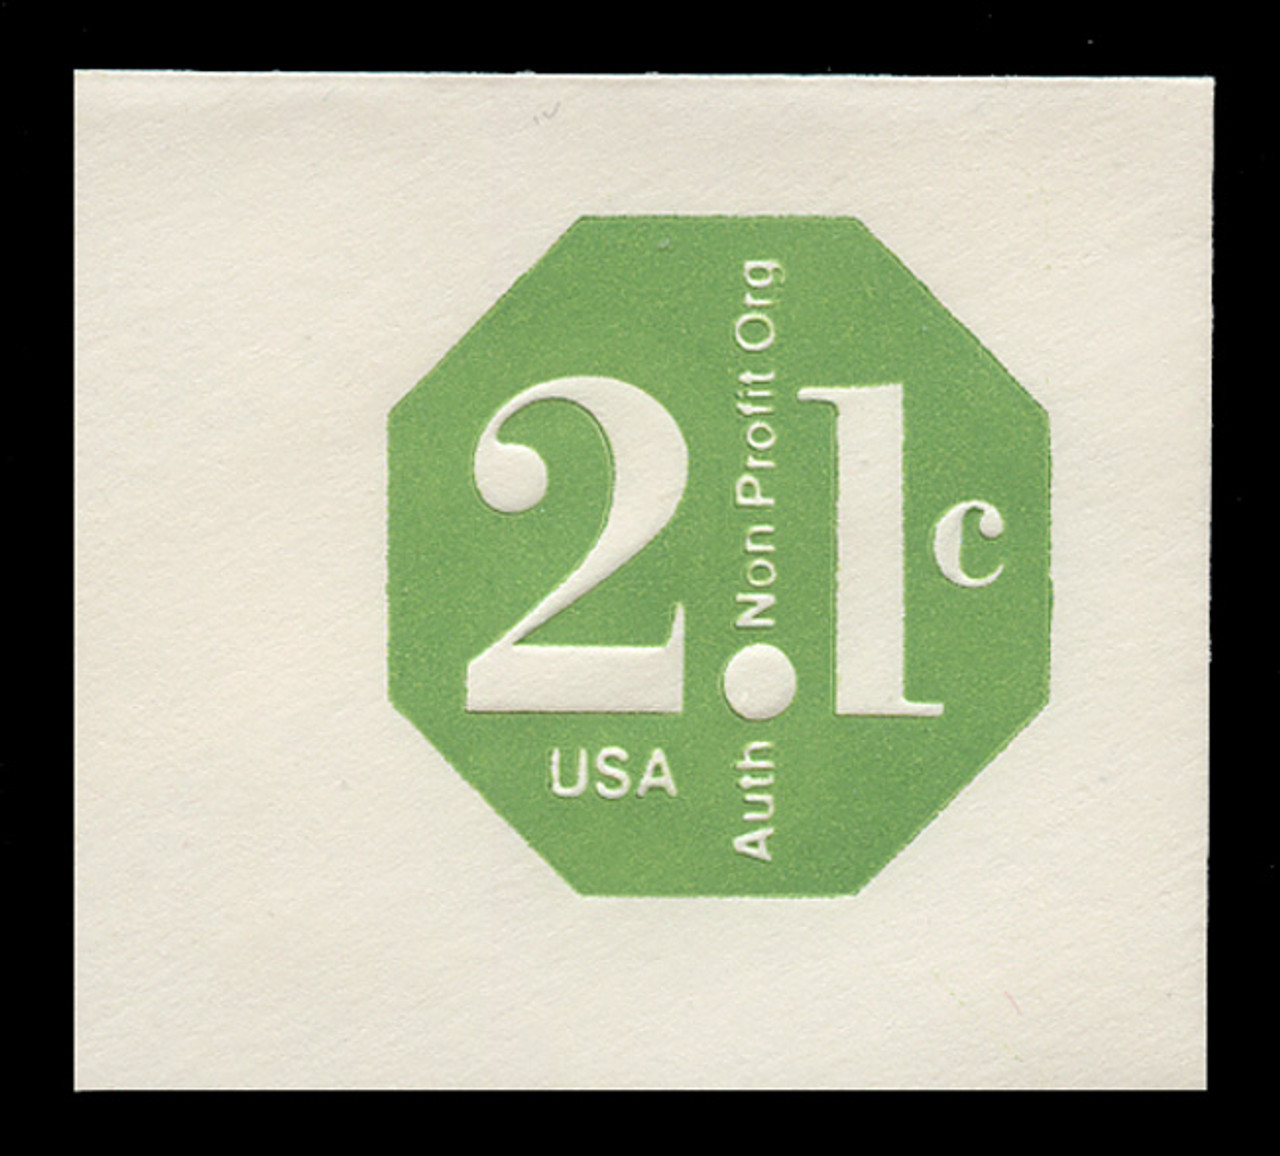 2.1c
USA
Auth Non Profit Org